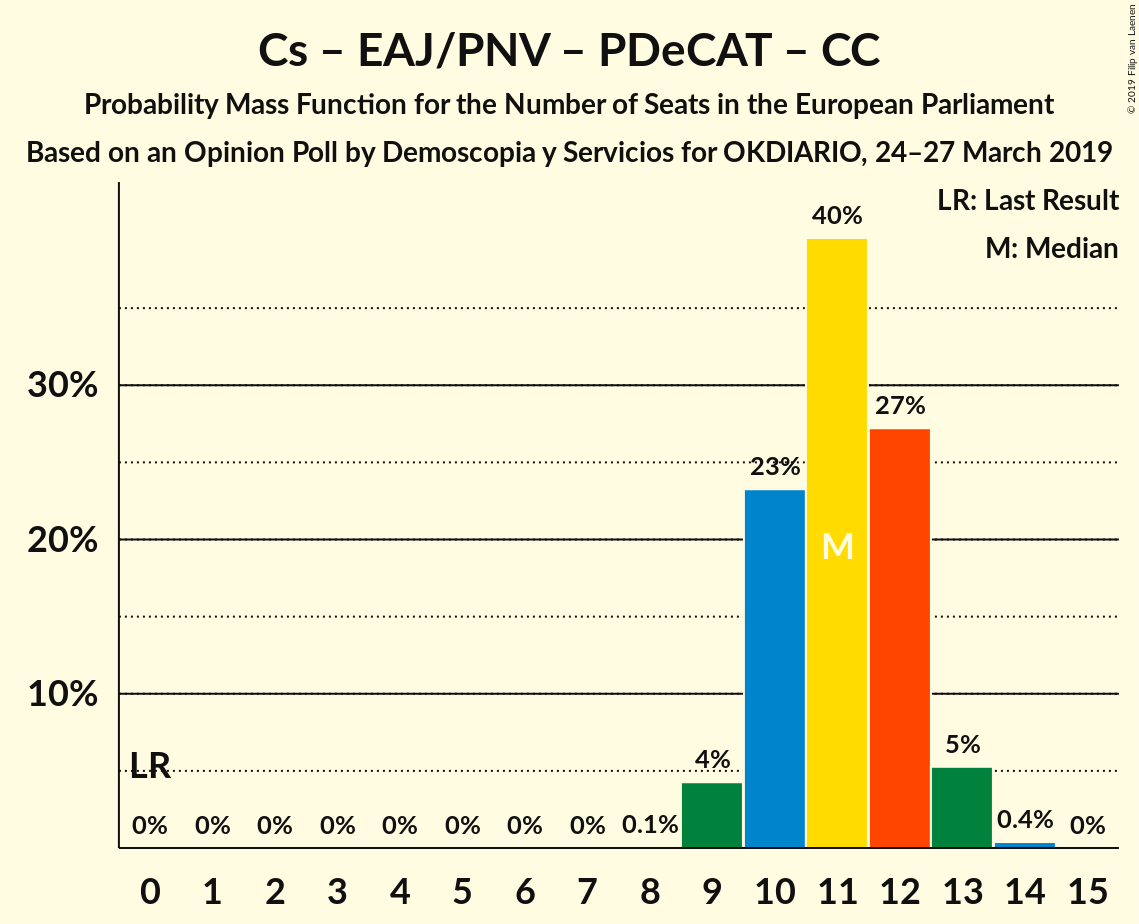 Cs – EAJ/PNV – PDeCAT – CC
Probability Mass Function for the Number of Seats in the European Parliament
Based on an Opinion Poll by Demoscopia y Servicios for OKDIARIO, 24–27 March 2019
© 2019 Filip van Laenen
LR: Last Result
M: Median
40%
30%
27%
23%
20%
M
10%
5%
4%
LR
0% 0% 0% 0% 0% 0% 0% 0% 0.1% 0.4% 0%
0 1 2 3 4 5 6 7 8 9 10 11 12 13 14 15